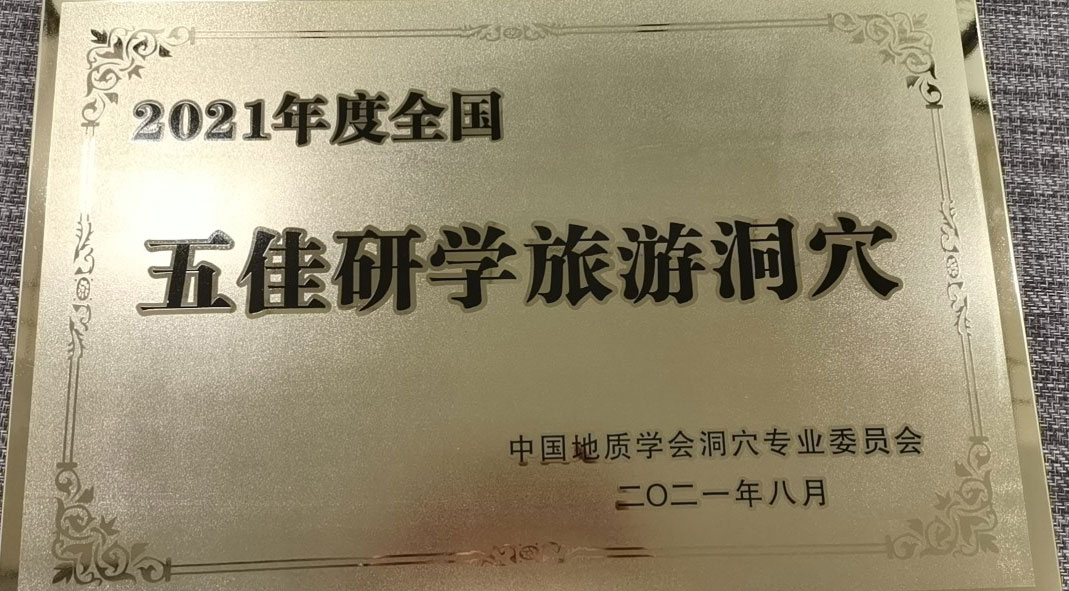 2021年度全国
五佳研学旅游洞穴
中国地质学会洞穴专业委员会
二〇二一年八月